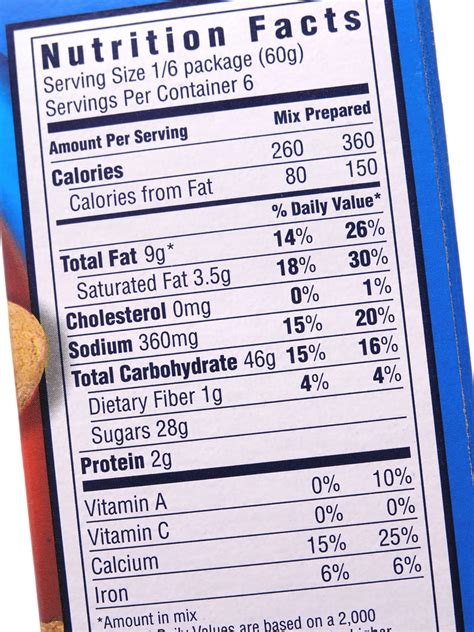 Nutrition Facts
Serving Size 1/6 package (60g)
Servings Per Container 6
Amount Per Serving Mix Prepared
Calories 260 360
Calories from Fat 80 150
% Daily Value*
Total Fat 9g* 14% 26%
Saturated Fat 3.5g 18% 30%
Cholesterol 0mg 0% 1%
Sodium 360mg 15% 20%
Total Carbohydrate 46g 15% 16%
Dietary Fiber 1g 4% 4%
Sugars 28g
Protein 2g
Vitamin A 0% 10%
Vitamin C 0% 0%
Calcium 15% 25%
Iron 6% 6%
*Amount in mix
Daily Values are based on a 2,000
higher